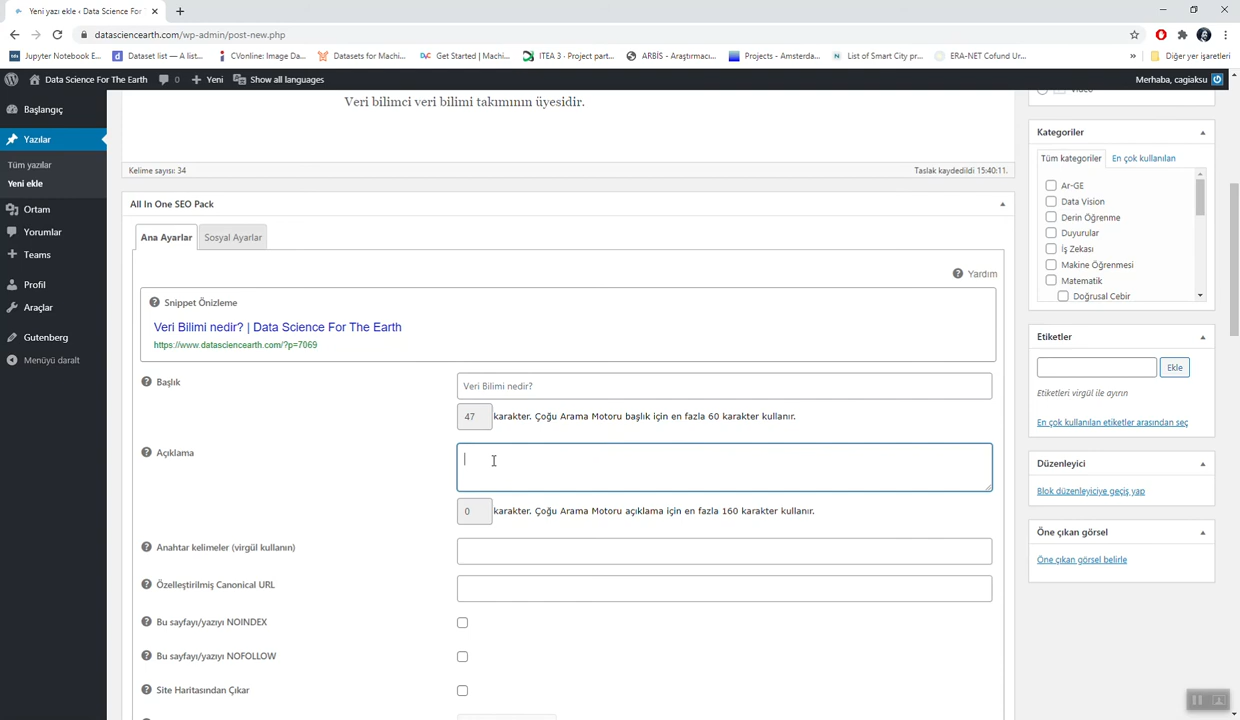 Yeni yazı ekle ‹ Data Science For
datasciencearth.com/wp-admin/post-new.php
Jupyter Notebook E...
Dataset list — A list...
CVonline: Image Da...
Datasets for Machi...
Get Started | Machi...
ITEA 3 · Project part...
ARBİS - Araştırmacı...
Projects - Amsterda...
List of Smart City pr...
ERA-NET Cofund Ur...
»
Diğer yer işaretleri
Data Science For The Earth
0
Yeni
Show all languages
Merhaba, cagiaksu
Başlangıç
Yazılar
Tüm yazılar
Yeni ekle
Ortam
Yorumlar
Teams
Profil
Araçlar
Gutenberg
Menüyü daralt
Veri bilimci veri bilimi takımının üyesidir.
Kelime sayısı: 34
Taslak kaydedildi 15:40:11.
All In One SEO Pack
Ana Ayarlar
Sosyal Ayarlar
Yardım
Snippet Önizleme
Veri Bilimi nedir? | Data Science For The Earth
https://www.datasciencearth.com/?p=7069
Başlık
Veri Bilimi nedir?
47 karakter. Çoğu Arama Motoru başlık için en fazla 60 karakter kullanır.
Açıklama
0 karakter. Çoğu Arama Motoru açıklama için en fazla 160 karakter kullanır.
Anahtar kelimeler (virgül kullanın)
Özelleştirilmiş Canonical URL
Bu sayfayı/yazıyı NOINDEX
Bu sayfayı/yazıyı NOFOLLOW
Site Haritasından Çıkar
Video
Kategoriler
Tüm kategoriler
En çok kullanılan
Ar-GE
Data Vision
Derin Öğrenme
Duyurular
İş Zekası
Makine Öğrenmesi
Matematik
Doğrusal Cebir
Etiketler
Ekle
Etiketleri virgül ile ayırın
En çok kullanılan etiketler arasından seç
Düzenleyici
Blok düzenleyiciye geçiş yap
Öne çıkan görsel
Öne çıkan görsel belirle